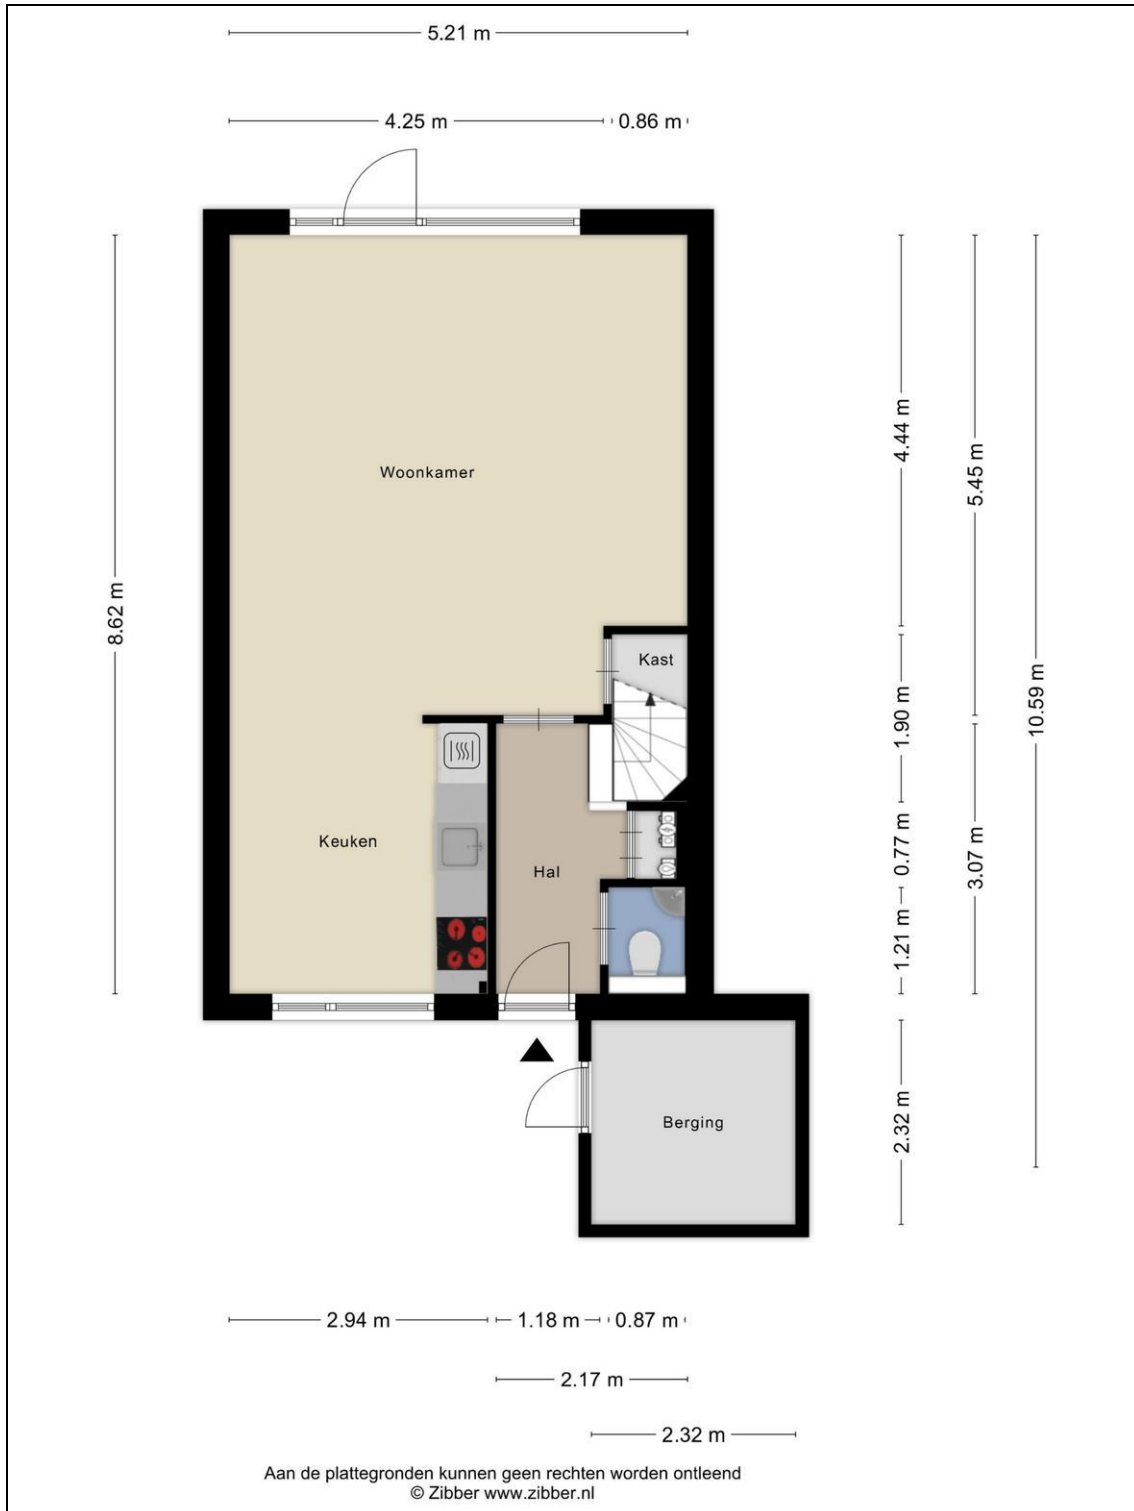 5.21 m
4.25 m 0.86 m
Woonkamer
4.44 m
5.45 m
8.62 m
Kast
1.90 m
10.59 m
Keuken
Hal
0.77 m
3.07 m
1.21 m
Berging
2.32 m
2.94 m 1.18 m 0.87 m
2.17 m
2.32 m
Aan de plattegronden kunnen geen rechten worden ontleend
© Zibber www.zibber.nl